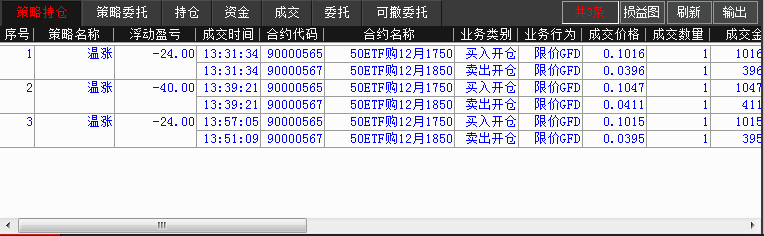 策略持仓 策略委托 持仓 资金 成交 委托 可撤委托 共3条 损益图 刷新 输出
序号 策略名称 浮动盈亏 成交时间 合约代码 合约名称 业务类别 业务行为 成交价格 成交数量 成交金
1 温涨 -24.00 13:31:34 90000565 50ETF购12月1750 买入开仓 限价GFD 0.1016 1 1016
13:31:34 90000567 50ETF购12月1850 卖出开仓 限价GFD 0.0396 1 396
2 温涨 -40.00 13:39:21 90000565 50ETF购12月1750 买入开仓 限价GFD 0.1047 1 1047
13:39:21 90000567 50ETF购12月1850 卖出开仓 限价GFD 0.0411 1 411
3 温涨 -24.00 13:57:05 90000565 50ETF购12月1750 买入开仓 限价GFD 0.1015 1 1015
13:51:09 90000567 50ETF购12月1850 卖出开仓 限价GFD 0.0395 1 395